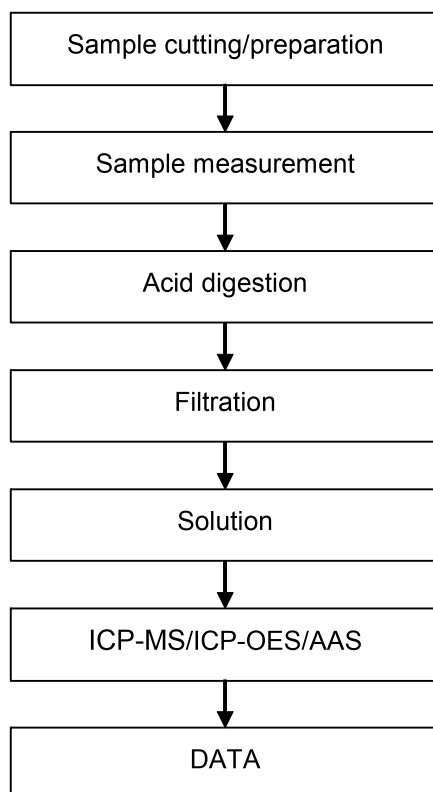 Sample cutting/preparation
Sample measurement
Acid digestion
Filtration
Solution
ICP-MS/ICP-OES/AAS
DATA